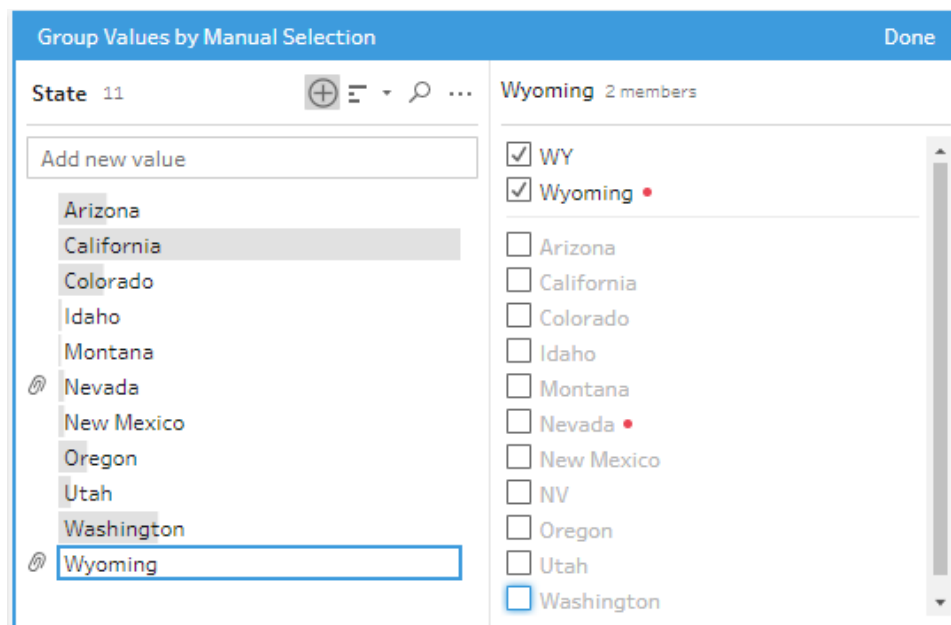 Group Values by Manual Selection Done
State 11
Add new value
Arizona
California
Colorado
Idaho
Montana
Nevada
New Mexico
Oregon
Utah
Washington
Wyoming
Wyoming 2 members
WY
Wyoming
Arizona
California
Colorado
Idaho
Montana
Nevada
New Mexico
NV
Oregon
Utah
Washington